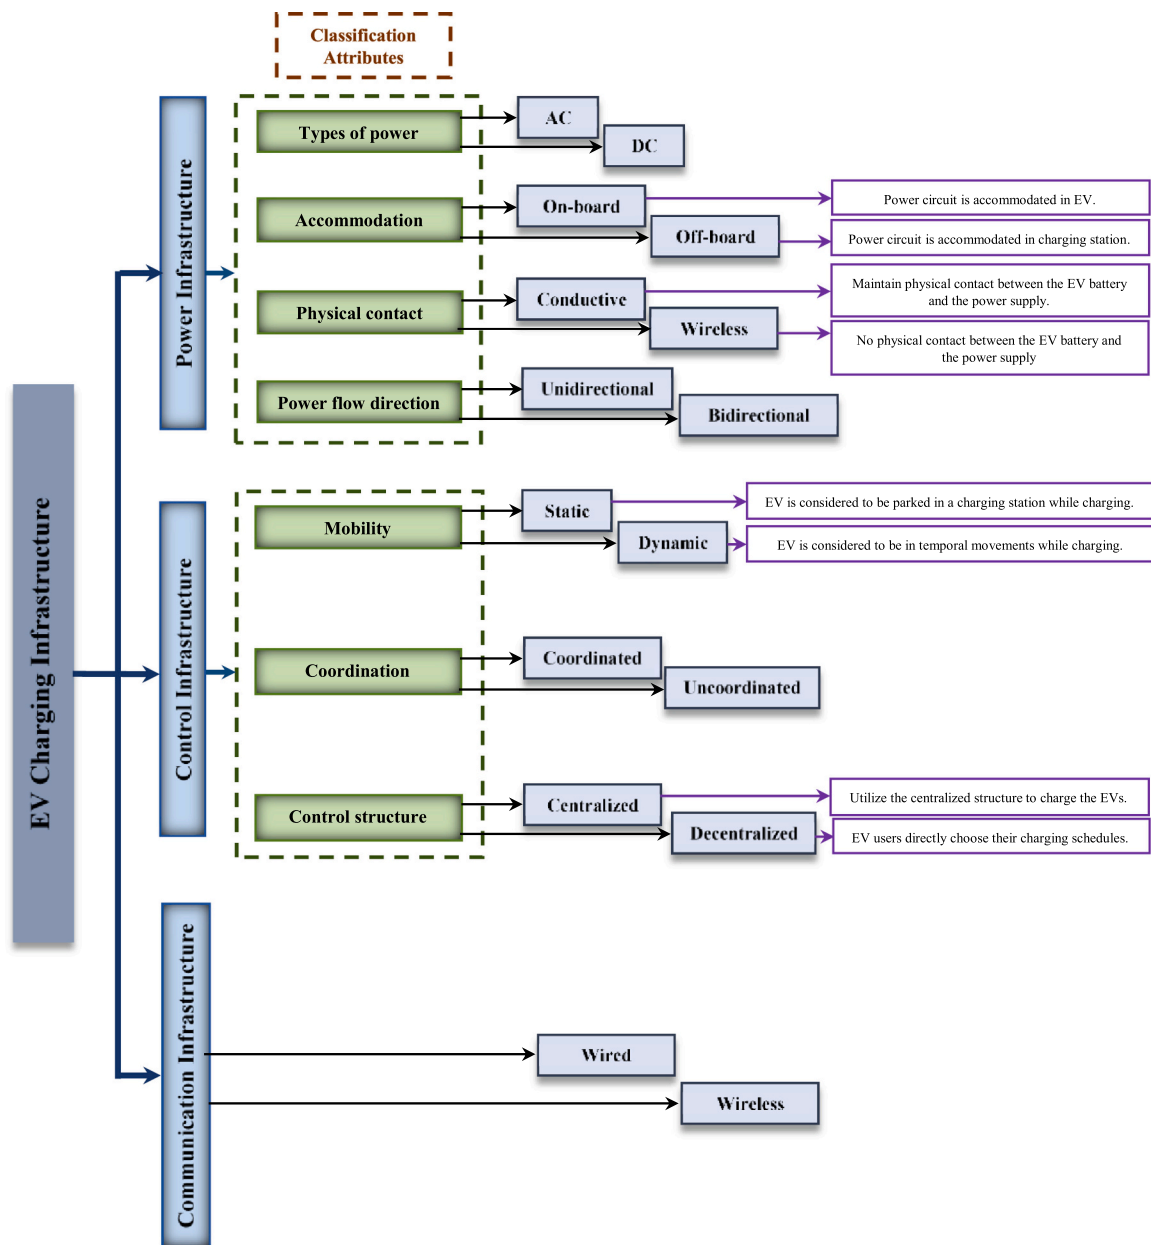 Classification
Attributes
EV Charging Infrastructure
Power Infrastructure
Types of power
AC
DC
Accommodation
On-board
Power circuit is accommodated in EV.
Off-board
Power circuit is accommodated in charging station.
Physical contact
Conductive
Maintain physical contact between the EV battery
and the power supply.
Wireless
No physical contact between the EV battery and
the power supply
Power flow direction
Unidirectional
Bidirectional
Control Infrastructure
Mobility
Static
EV is considered to be parked in a charging station while charging.
Dynamic
EV is considered to be in temporal movements while charging.
Coordination
Coordinated
Uncoordinated
Control structure
Centralized
Utilize the centralized structure to charge the EVs.
Decentralized
EV users directly choose their charging schedules.
Communication Infrastructure
Wired
Wireless